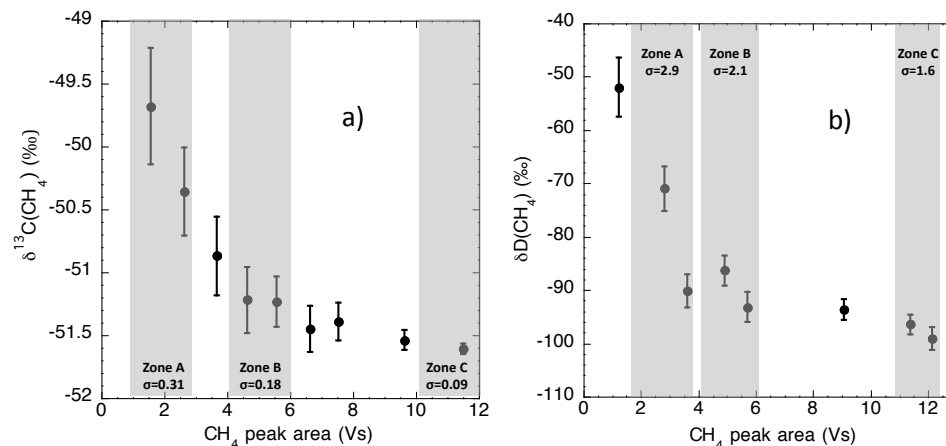 -49
-49.5
-50
-50.5
-51
-51.5
-52
δ¹³C(CH₄) (‰)
a)
Zone A
σ=0.31
Zone B
σ=0.18
Zone C
σ=0.09
0 2 4 6 8 10 12
CH₄ peak area (Vs)
-40
-50
-60
-70
-80
-90
-100
-110
δD(CH₄) (‰)
Zone A
σ=2.9
Zone B
σ=2.1
Zone C
σ=1.6
b)
0 2 4 6 8 10 12
CH₄ peak area (Vs)